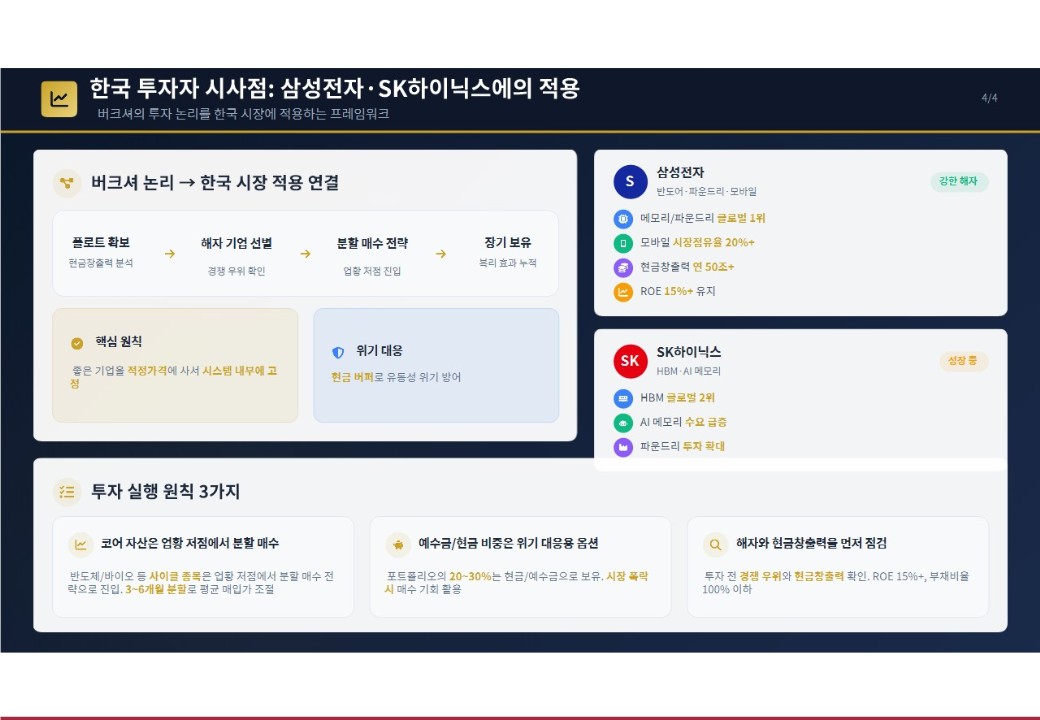 한국 투자자 시사점: 삼성전자·SK하이닉스에의 적용
버크셔의 투자 논리를 한국 시장에 적용하는 프레임워크
4/4
버크셔 논리 → 한국 시장 적용 연결
플로트 확보
현금창출력 분석
→
해자 기업 선별
경쟁 우위 확인
→
분할 매수 전략
업황 저점 진입
→
장기 보유
복리 효과 누적
핵심 원칙
좋은 기업을 적정가격에 사서 시스템 내부에 고
정
위기 대응
현금 버퍼로 유동성 위기 방어
S
삼성전자
반도어·파운드리·모바일
강한 해자
메모리/파운드리 글로벌 1위
모바일 시장점유율 20%+
현금창출력 연 50조+
ROE 15%+ 유지
SK
SK하이닉스
HBM·AI 메모리
성장 중
HBM 글로벌 2위
AI 메모리 수요 급증
파운드리 투자 확대
투자 실행 원칙 3가지
코어 자산은 업황 저점에서 분할 매수
반도체/바이오 등 사이클 종목은 업황 저점에서 분할 매수 전
략으로 진입. 3~6개월 분할로 평균 매입가 조절
예수금/현금 비중은 위기 대응용 옵션
포트폴리오의 20~30%는 현금/예수금으로 보유. 시장 폭락
시 매수 기회 활용
해자와 현금창출력을 먼저 점검
투자 전 경쟁 우위와 현금창출력 확인. ROE 15%+, 부채비율
100% 이하